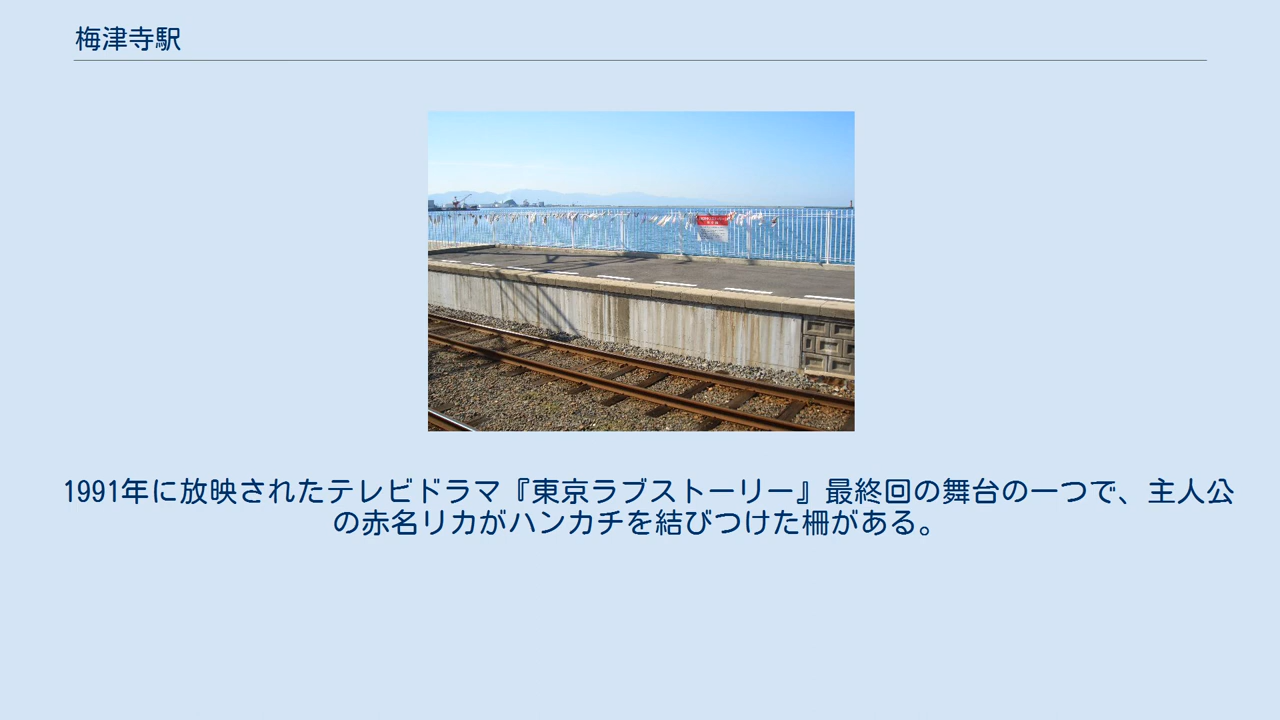 梅津寺駅
1991年に放映されたテレビドラマ『東京ラブストーリー』最終回の舞台の一つで、主人公
の赤名リカがハンカチを結びつけた柵がある。